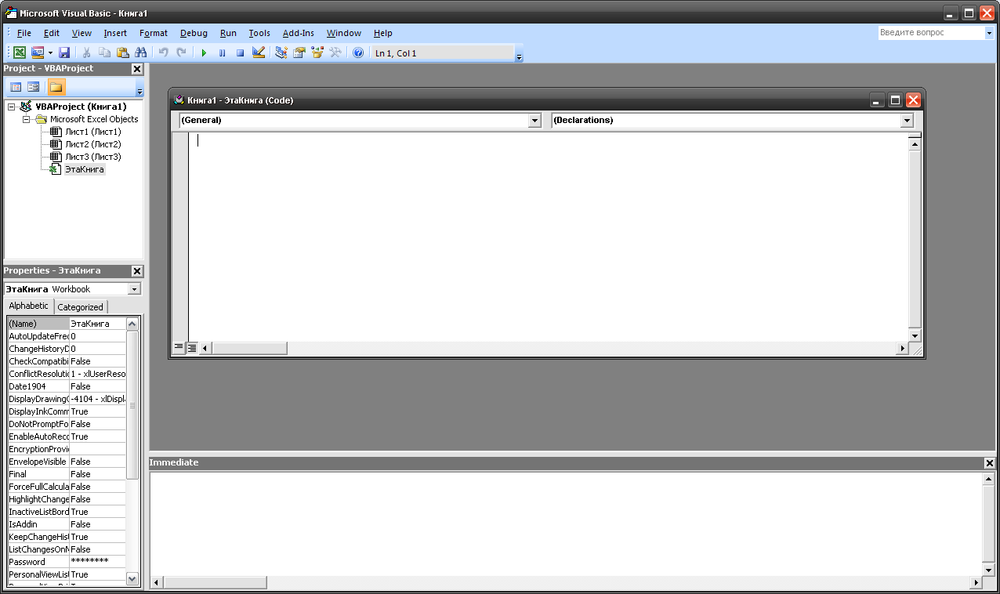 Microsoft Visual Basic - Книга1
File Edit View Insert Format Debug Run Tools Add-Ins Window Help
Введите вопрос
Ln 1, Col 1
Project - VBAProject
VBAProject (Книга1)
Microsoft Excel Objects
Лист1 (Лист1)
Лист2 (Лист2)
Лист3 (Лист3)
ЭтаКнига
Книга1 - ЭтаКнига (Code)
(General) (Declarations)
Properties - ЭтаКнига
ЭтаКнига Workbook
Alphabetic Categorized
(Name) ЭтаКнига
AutoUpdateFreq 0
ChangeHistoryD 0
CheckCompatibi False
ConflictResolutio 1 - xlUserReso
Date1904 False
DisplayDrawingO -4104 - xlDispl
DisplayInkComm True
DoNotPromptFo False
EnableAutoReco True
EncryptionProvi
EnvelopeVisible False
Final False
ForceFullCalcula False
HighlightChange False
InactiveListBord True
IsAddin False
KeepChangeHist True
ListChangesOnN False
Password ********
PersonalViewList True
Immediate